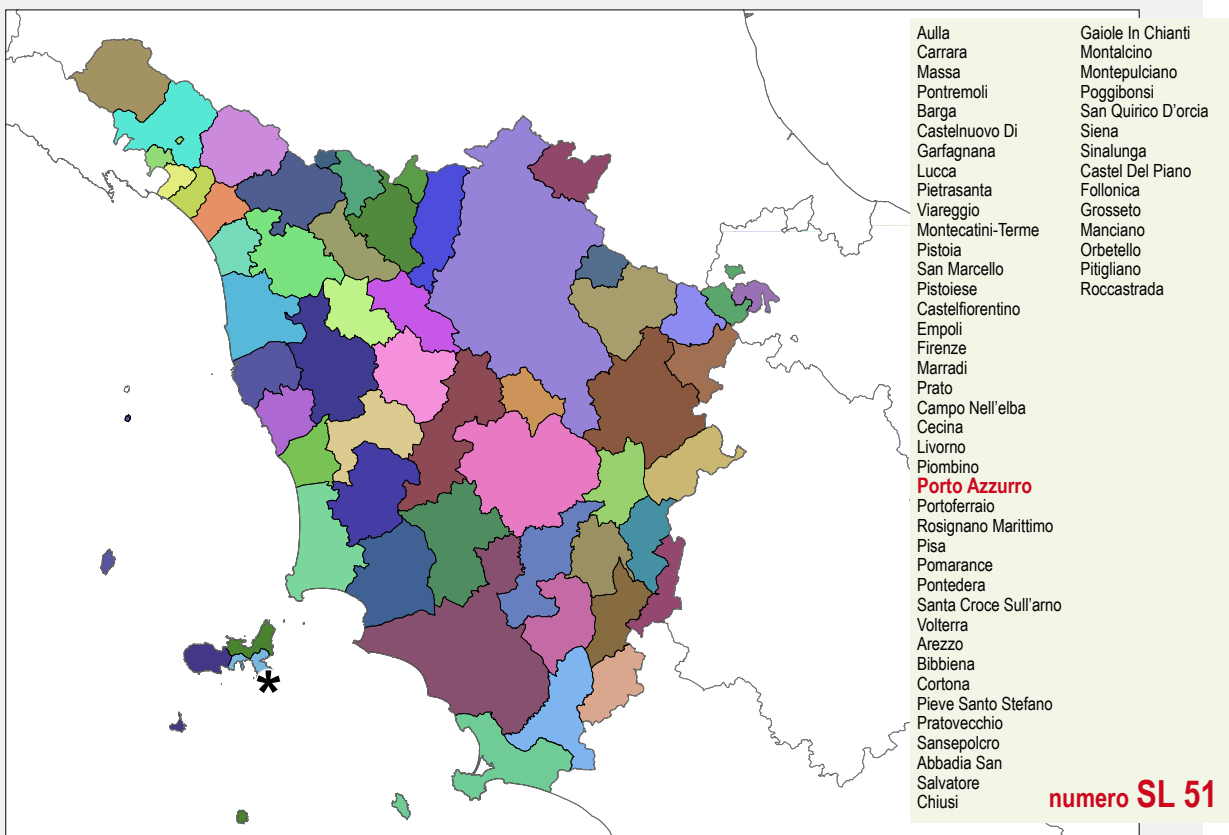 Aulla
Carrara
Massa
Pontremoli
Barga
Castelnuovo Di
Garfagnana
Lucca
Pietrasanta
Viareggio
Montecatini-Terme
Pistoia
San Marcello
Pistoiese
Castelfiorentino
Empoli
Firenze
Marradi
Prato
Campo Nell'elba
Cecina
Livorno
Piombino
Porto Azzurro
Portoferraio
Rosignano Marittimo
Pisa
Pomarance
Pontedera
Santa Croce Sull'arno
Volterra
Arezzo
Bibbiena
Cortona
Pieve Santo Stefano
Pratovecchio
Sansepolcro
Abbadia San
Salvatore
Chiusi
Gaiole In Chianti
Montalcino
Montepulciano
Poggibonsi
San Quirico D'orcia
Siena
Sinalunga
Castel Del Piano
Follonica
Grosseto
Manciano
Orbetello
Pitigliano
Roccastrada
numero SL 51
*